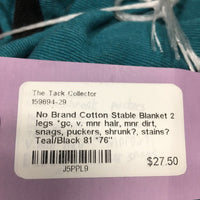 The Tack Collector
159894-29
No Brand Cotton Stable Blanket 2
legs *gc, v. mnr hair, mnr dirt,
snags, puckers, shrunk?, stains?
Teal/Black 81 *76"
$27.50
J5PPL9